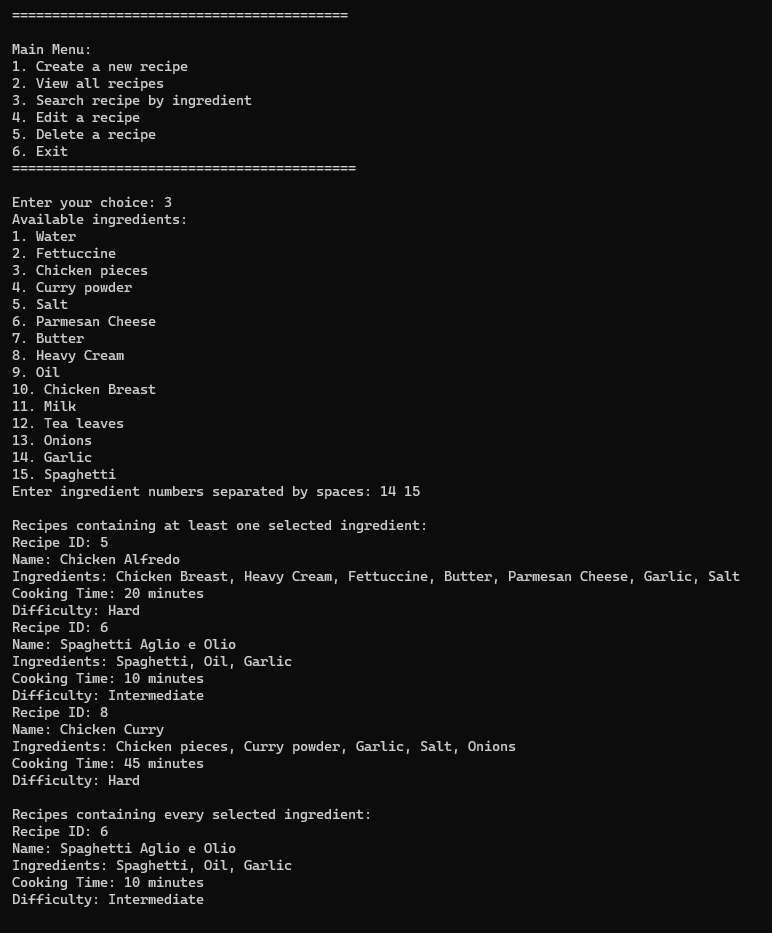 ==========================================

Main Menu:
1. Create a new recipe
2. View all recipes
3. Search recipe by ingredient
4. Edit a recipe
5. Delete a recipe
6. Exit
===========================================

Enter your choice: 3
Available ingredients:
1. Water
2. Fettuccine
3. Chicken pieces
4. Curry powder
5. Salt
6. Parmesan Cheese
7. Butter
8. Heavy Cream
9. Oil
10. Chicken Breast
11. Milk
12. Tea leaves
13. Onions
14. Garlic
15. Spaghetti
Enter ingredient numbers separated by spaces: 14 15

Recipes containing at least one selected ingredient:
Recipe ID: 5
Name: Chicken Alfredo
Ingredients: Chicken Breast, Heavy Cream, Fettuccine, Butter, Parmesan Cheese, Garlic, Salt
Cooking Time: 20 minutes
Difficulty: Hard
Recipe ID: 6
Name: Spaghetti Aglio e Olio
Ingredients: Spaghetti, Oil, Garlic
Cooking Time: 10 minutes
Difficulty: Intermediate
Recipe ID: 8
Name: Chicken Curry
Ingredients: Chicken pieces, Curry powder, Garlic, Salt, Onions
Cooking Time: 45 minutes
Difficulty: Hard

Recipes containing every selected ingredient:
Recipe ID: 6
Name: Spaghetti Aglio e Olio
Ingredients: Spaghetti, Oil, Garlic
Cooking Time: 10 minutes
Difficulty: Intermediate